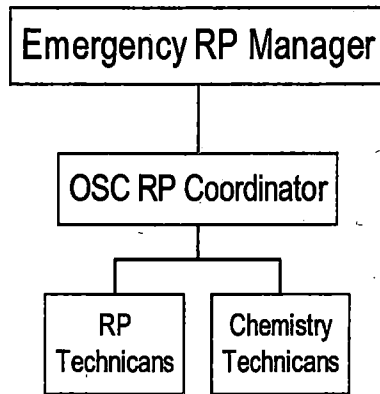 Emergency RP Manager
OSC RP Coordinator
RP
Technicans
Chemistry
Technicans